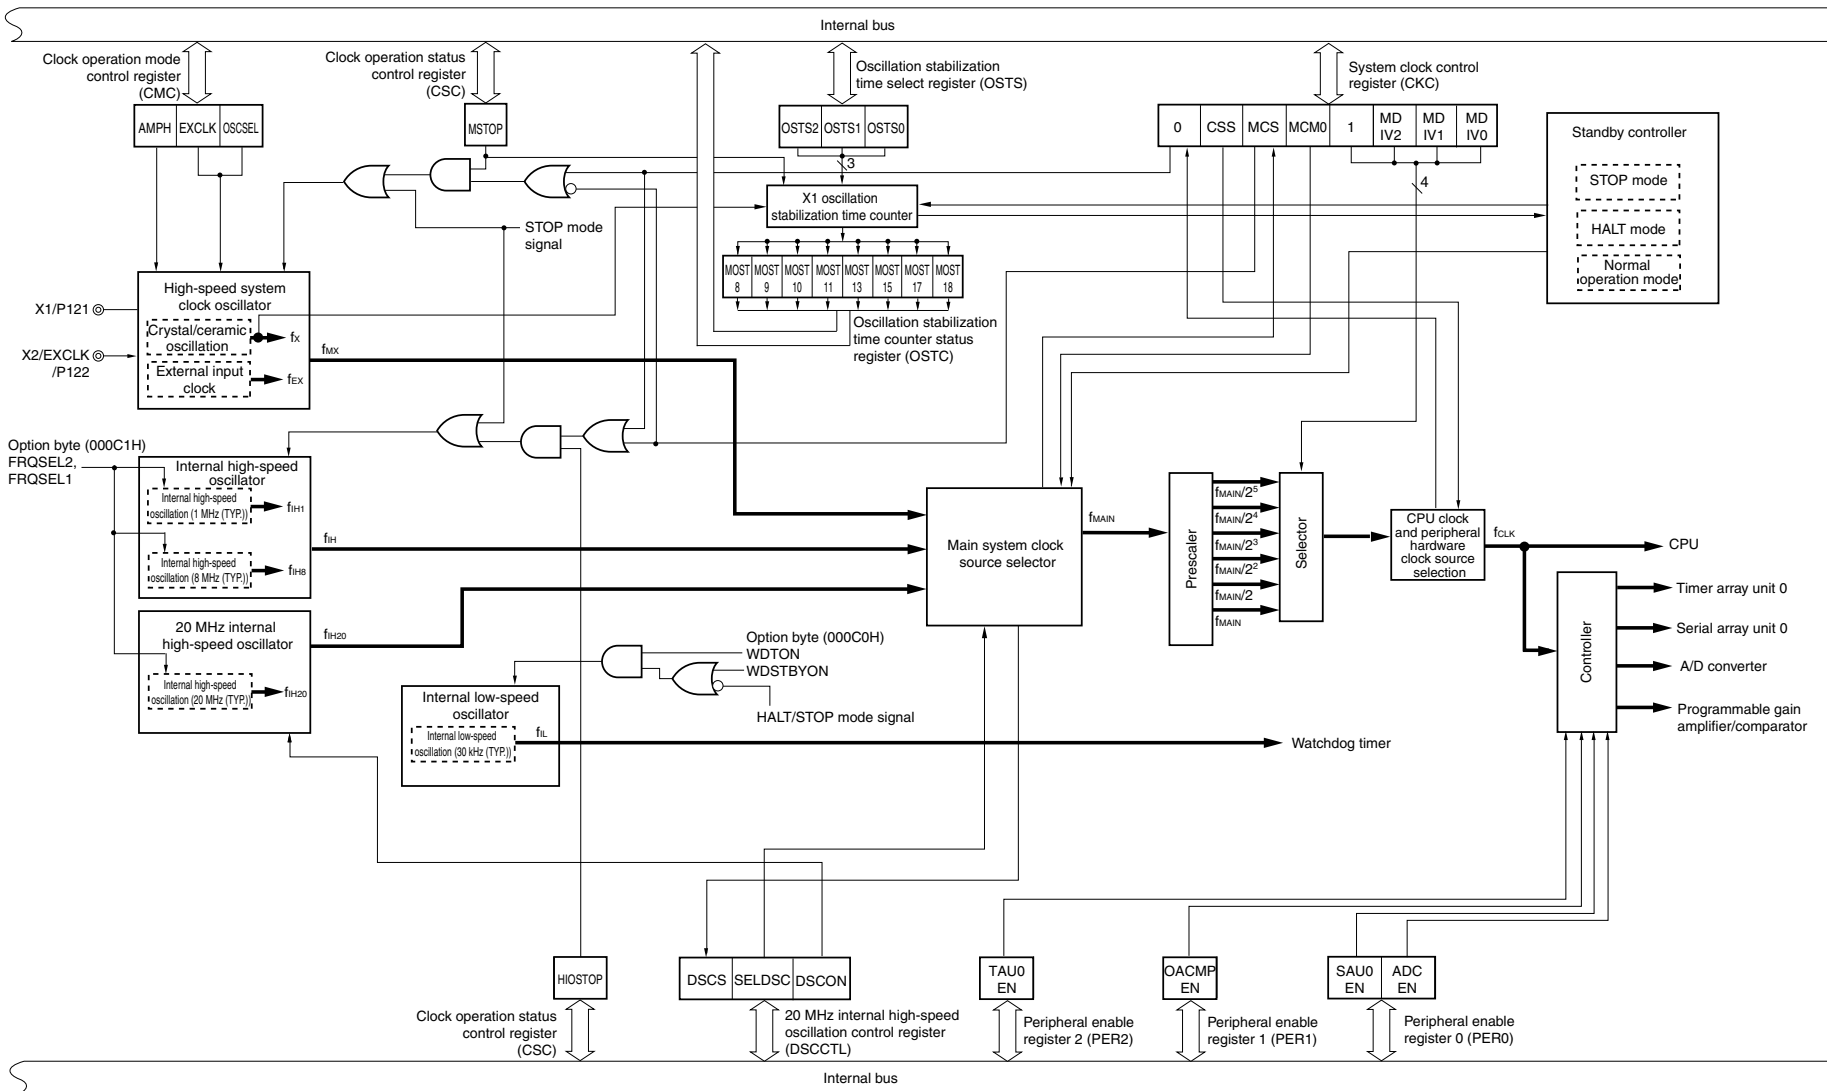 Internal bus
Clock operation mode
control register
(CMC)
Clock operation status
control register
(CSC)
Oscillation stabilization
time select register (OSTS)
System clock control
register (CKC)
AMPH EXCLK OSCSEL
MSTOP
OSTS2 OSTS1 OSTS0
3
0 CSS MCS MCM0 1 MD IV2 MD IV1 MD IV0
4
Standby controller
STOP mode
HALT mode
Normal
operation mode
X1 oscillation
stabilization time counter
STOP mode
signal
MOST 8 MOST 9 MOST 10 MOST 11 MOST 13 MOST 15 MOST 17 MOST 18
Oscillation stabilization
time counter status
register (OSTC)
High-speed system
clock oscillator
X1/P121
Crystal/ceramic
oscillation
fX
X2/EXCLK
/P122
External input
clock
fEX
fMX
Option byte (000C1H)
FRQSEL2,
FRQSEL1
Internal high-speed
oscillator
Internal high-speed
oscillation (1 MHz (TYP.))
fIH1
Internal high-speed
oscillation (8 MHz (TYP.))
fIH8
fIH
20 MHz internal
high-speed oscillator
Internal high-speed
oscillation (20 MHz (TYP.))
fIH20
fIH20
Main system clock
source selector
fMAIN
Prescaler
fMAIN/2⁵
fMAIN/2⁴
fMAIN/2³
fMAIN/2²
fMAIN/2
fMAIN
Selector
CPU clock
and peripheral
hardware
clock source
selection
fCLK
CPU
Controller
Timer array unit 0
Serial array unit 0
A/D converter
Programmable gain
amplifier/comparator
Option byte (000C0H)
WDTON
WDSTBYON
HALT/STOP mode signal
Internal low-speed
oscillator
Internal low-speed
oscillation (30 kHz (TYP.))
fIL
Watchdog timer
HIOSTOP
DSCS SELDSC DSCON
TAU0
EN
OACMP
EN
SAU0
EN
ADC
EN
Clock operation status
control register
(CSC)
20 MHz internal high-speed
oscillation control register
(DSCCTL)
Peripheral enable
register 2 (PER2)
Peripheral enable
register 1 (PER1)
Peripheral enable
register 0 (PER0)
Internal bus